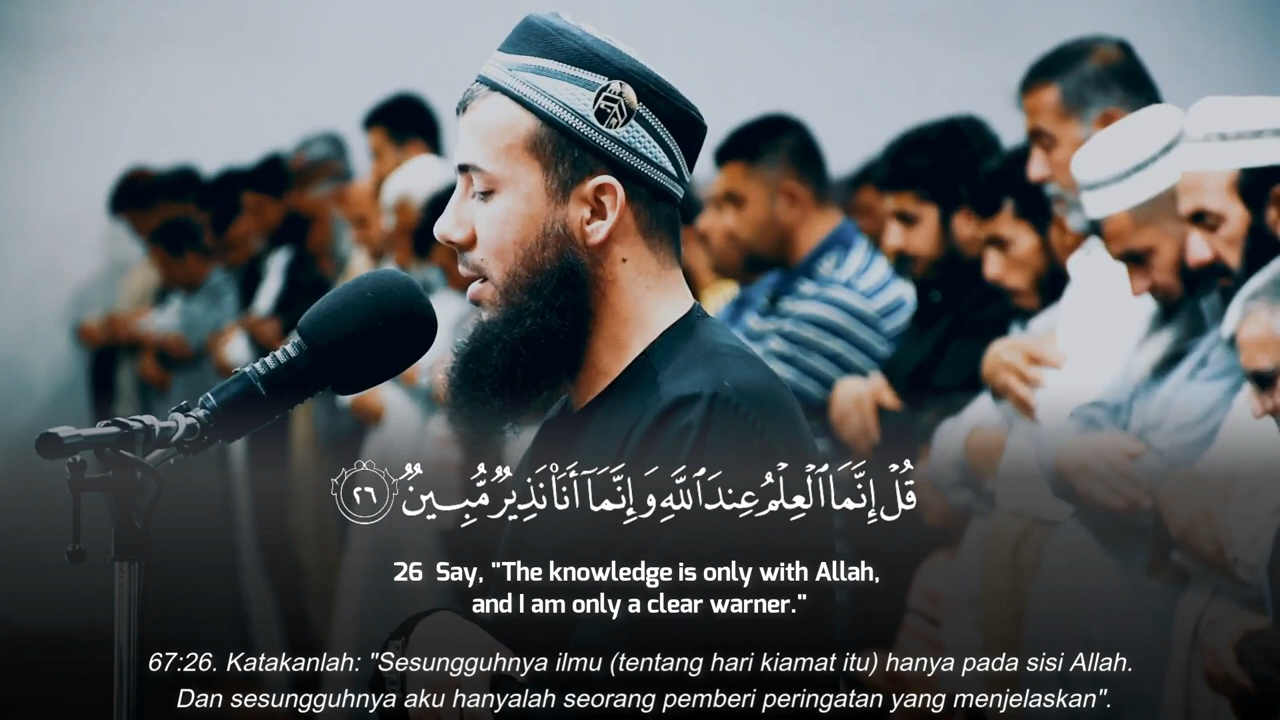 قُلْ إِنَّمَا ٱلْعِلْمُ عِندَ ٱللَّهِ وَإِنَّمَآ أَنَا۠ نَذِيرٌ مُّبِينٌ ٢٦
26 Say, "The knowledge is only with Allah,
and I am only a clear warner."
67:26. Katakanlah: "Sesungguhnya ilmu (tentang hari kiamat itu) hanya pada sisi Allah.
Dan sesungguhnya aku hanyalah seorang pemberi peringatan yang menjelaskan".